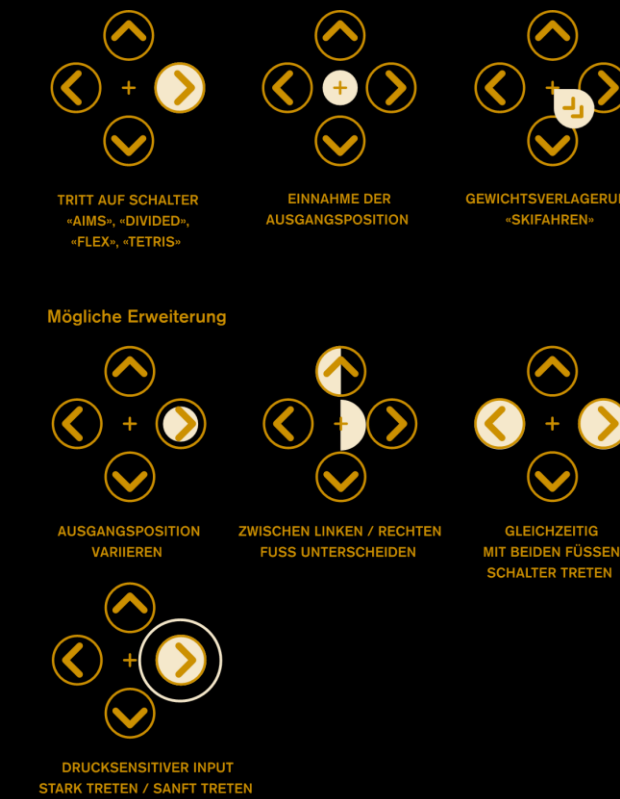 TRITT AUF SCHALTER
«AIMS», «DIVIDED»,
«FLEX», «TETRIS»
EINNAHME DER
AUSGANGSPOSITION
«SKIFAHREN»
Mögliche Erweiterung
AUSGANGSPOSITION
VARIIEREN
ZWISCHEN LINKEN / RECHTEN
FUSS UNTERSCHEIDEN
GLEICHZEITIG
MIT BEIDEN FÜSSEN
SCHALTER TRETEN
DRUCKSENSITIVER INPUT
STARK TRETEN / SANFT TRETEN